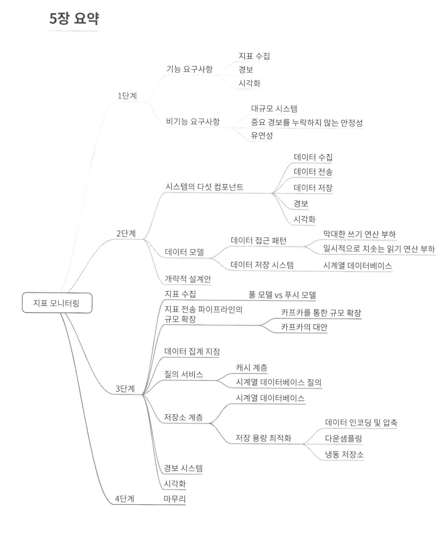 5장 요약
지표 모니터링
1단계
기능 요구사항
지표 수집
경보
시각화
비기능 요구사항
대규모 시스템
중요 경보를 누락하지 않는 안정성
유연성
2단계
시스템의 다섯 컴포넌트
데이터 수집
데이터 전송
데이터 저장
경보
시각화
데이터 모델
데이터 접근 패턴
막대한 쓰기 연산 부하
일시적으로 치솟는 읽기 연산 부하
데이터 저장 시스템
시계열 데이터베이스
개략적 설계안
3단계
지표 수집
풀 모델 vs 푸시 모델
지표 전송 파이프라인의
규모 확장
카프카를 통한 규모 확장
카프카의 대안
데이터 집계 지점
질의 서비스
캐시 계층
시계열 데이터베이스 질의
저장소 계층
시계열 데이터베이스
저장 용량 최적화
데이터 인코딩 및 압축
다운샘플링
냉동 저장소
경보 시스템
시각화
4단계
마무리